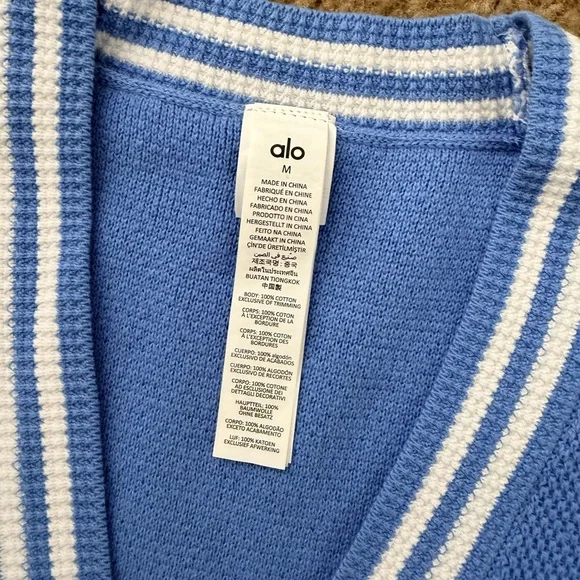 alo
M
MADE IN CHINA
FABRIQUÉ EN CHINE
HECHO EN CHINA
FABRICADO EN CHINA
PRODOTTO IN CINA
HERGESTELLT IN CHINA
FEITO NA CHINA
GEMAAKT IN CHINA
ÇİN'DE ÜRETİLMİŞTİR
صنع في الصين
제조국명: 중국
ผลิตในประเทศจีน
BUATAN TIONGKOK
中国製
BODY: 100% COTTON
EXCLUSIVE OF TRIMMING
CORPS: 100% COTON
À L'EXCEPTION DE LA
BORDURE
CORPS: 100% COTON
À L'EXCEPTION DES
BORDURES
CUERPO: 100% algodón
EXCLUSIVO DE ACABADOS
CUERPO: 100% ALGODÓN
EXCLUSIVO DE RECORTES
CORPO: 100% COTONE
AD ESCLUSIONE DEI
DETTAGLI DECORATIVI
HAUPTTEIL: 100%
BAUMWOLLE
OHNE BESATZ
CORPO: 100% ALGODÃO
EXCETO ACABAMENTO
LIJF: 100% KATOEN
EXCLUSIEF AFWERKING